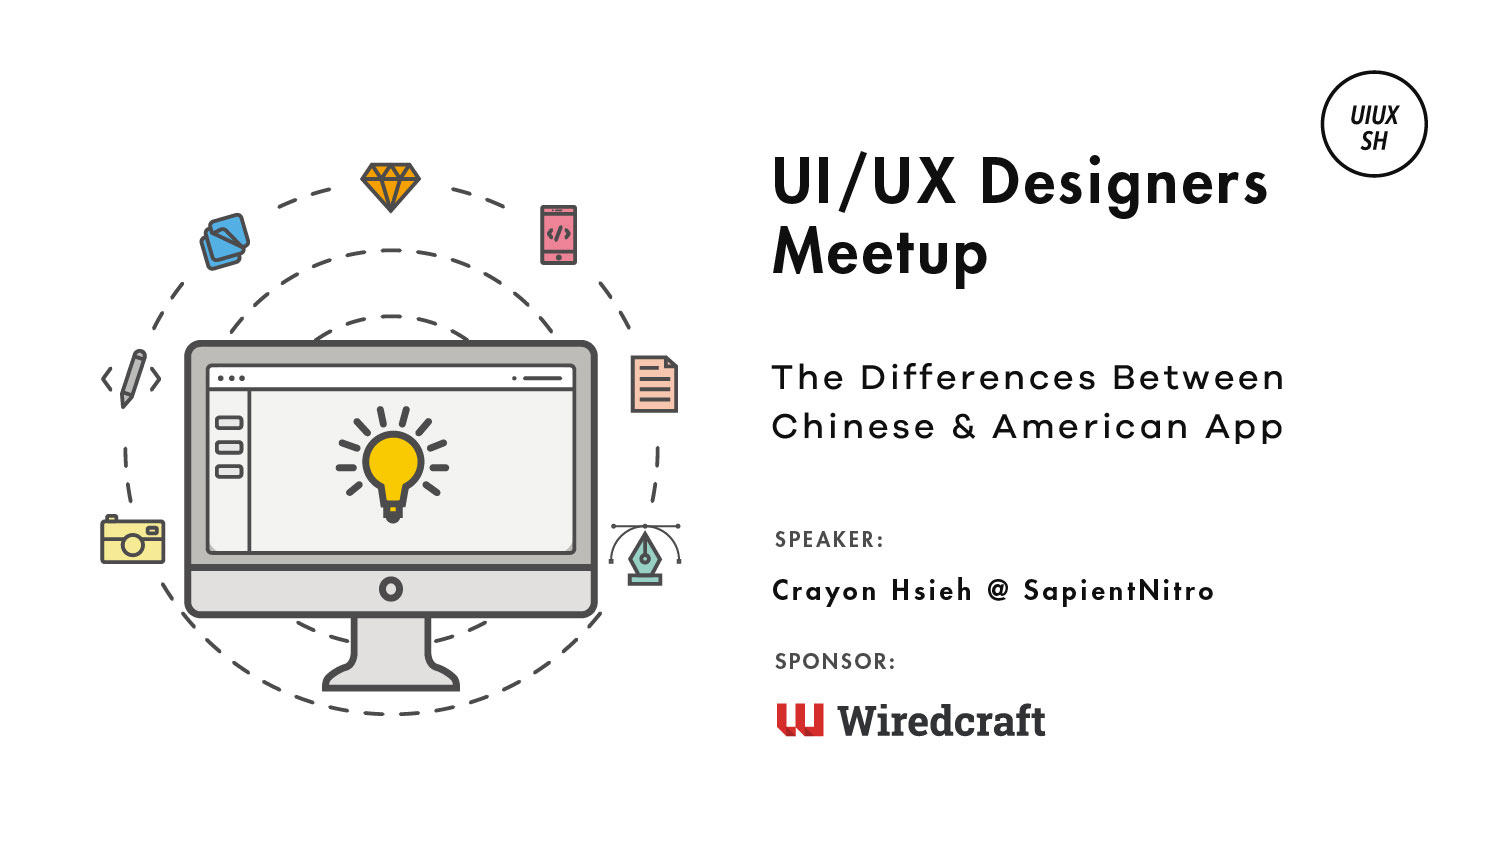 UIUX
SH
UI/UX Designers
Meetup
The Differences Between
Chinese & American App
SPEAKER:
Crayon Hsieh @ SapientNitro
SPONSOR:
Wiredcraft